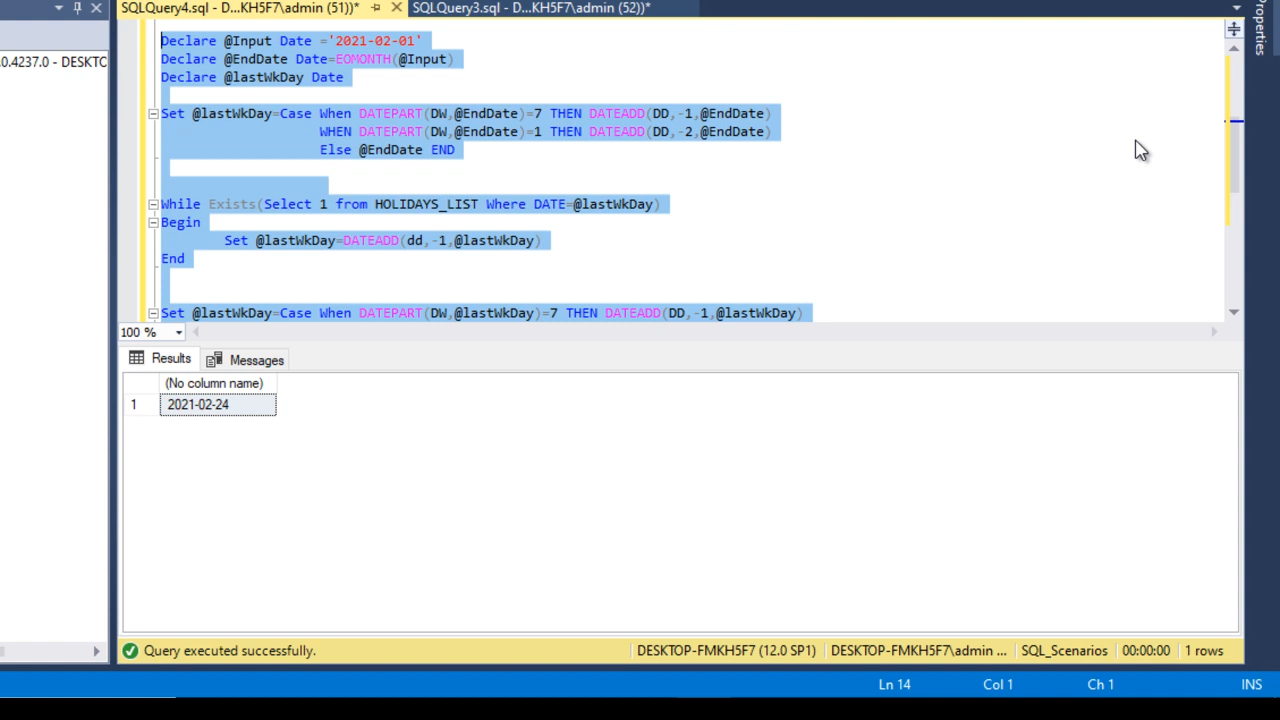 SQLQuery4.sql - D...KH5F7\admin (51))*
SQLQuery3.sql - D...KH5F7\admin (52))*
Properties
.0.4237.0 - DESKTO
Declare @Input Date ='2021-02-01'
Declare @EndDate Date=EOMONTH(@Input)
Declare @lastWkDay Date
Set @lastWkDay=Case When DATEPART(DW,@EndDate)=7 THEN DATEADD(DD,-1,@EndDate)
WHEN DATEPART(DW,@EndDate)=1 THEN DATEADD(DD,-2,@EndDate)
Else @EndDate END
While Exists(Select 1 from HOLIDAYS_LIST Where DATE=@lastWkDay)
Begin
Set @lastWkDay=DATEADD(dd,-1,@lastWkDay)
End
Set @lastWkDay=Case When DATEPART(DW,@lastWkDay)=7 THEN DATEADD(DD,-1,@lastWkDay)
100 %
Results
Messages
(No column name)
1 2021-02-24
Query executed successfully.
DESKTOP-FMKH5F7 (12.0 SP1)
DESKTOP-FMKH5F7\admin ...
SQL_Scenarios
00:00:00
1 rows
Ln 14
Col 1
Ch 1
INS